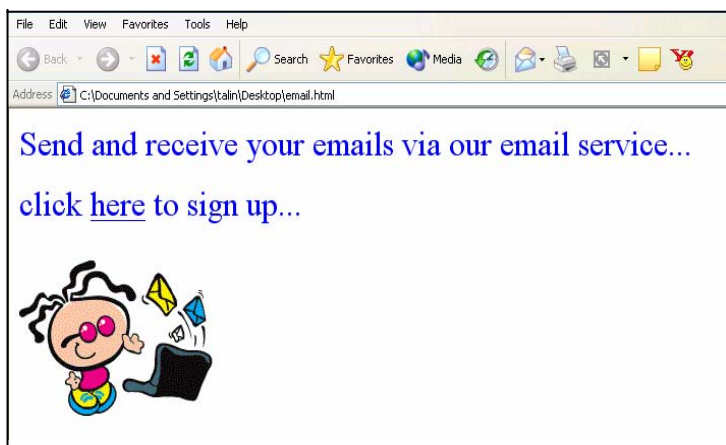 File Edit View Favorites Tools Help
Back Search Favorites Media
Address C:\Documents and Settings\talin\Desktop\email.html
Send and receive your emails via our email service...
click here to sign up...